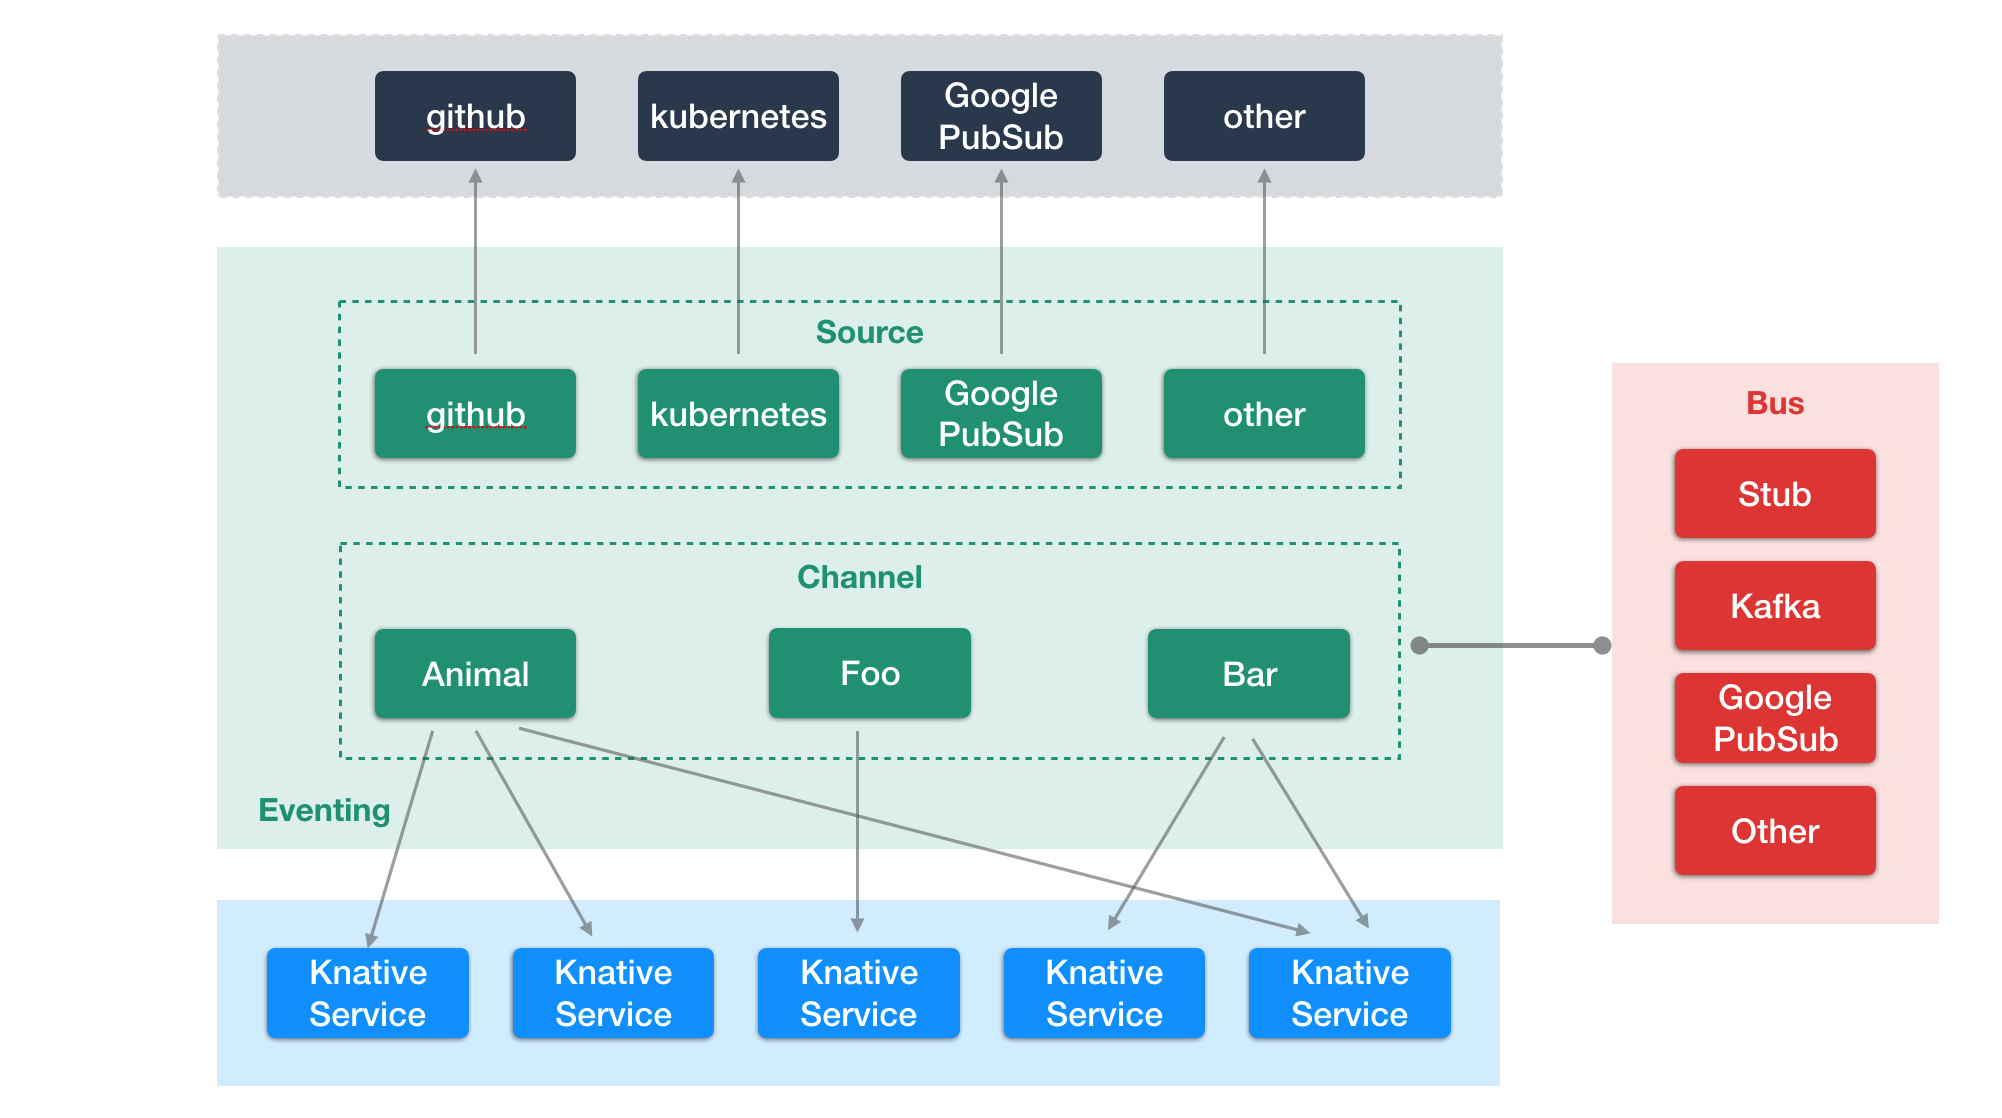 github
kubernetes
Google
PubSub
other
Source
github
kubernetes
Google
PubSub
other
Channel
Animal
Foo
Bar
Eventing
Knative
Service
Knative
Service
Knative
Service
Knative
Service
Knative
Service
Bus
Stub
Kafka
Google
PubSub
Other